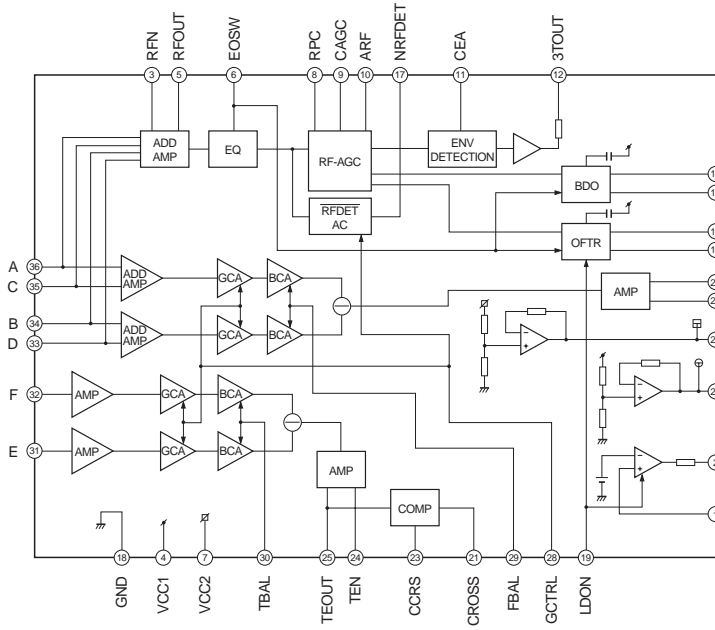 RFN
RFOUT
EOSW
RPC
CAGC
ARF
NRFDET
CEA
3TOUT
3
5
6
8
9
10
17
11
12
ADD AMP
EQ
RF-AGC
ENV DETECTION
RFDET AC
BDO
OFTR
A
36
C
35
ADD AMP
GCA
BCA
AMP
B
34
D
33
ADD AMP
GCA
BCA
F
32
AMP
GCA
BCA
E
31
AMP
GCA
BCA
AMP
COMP
18
4
7
30
25
24
23
21
29
28
19
GND
VCC1
VCC2
TBAL
TEOUT
TEN
CCRS
CROSS
FBAL
GCTRL
LDON